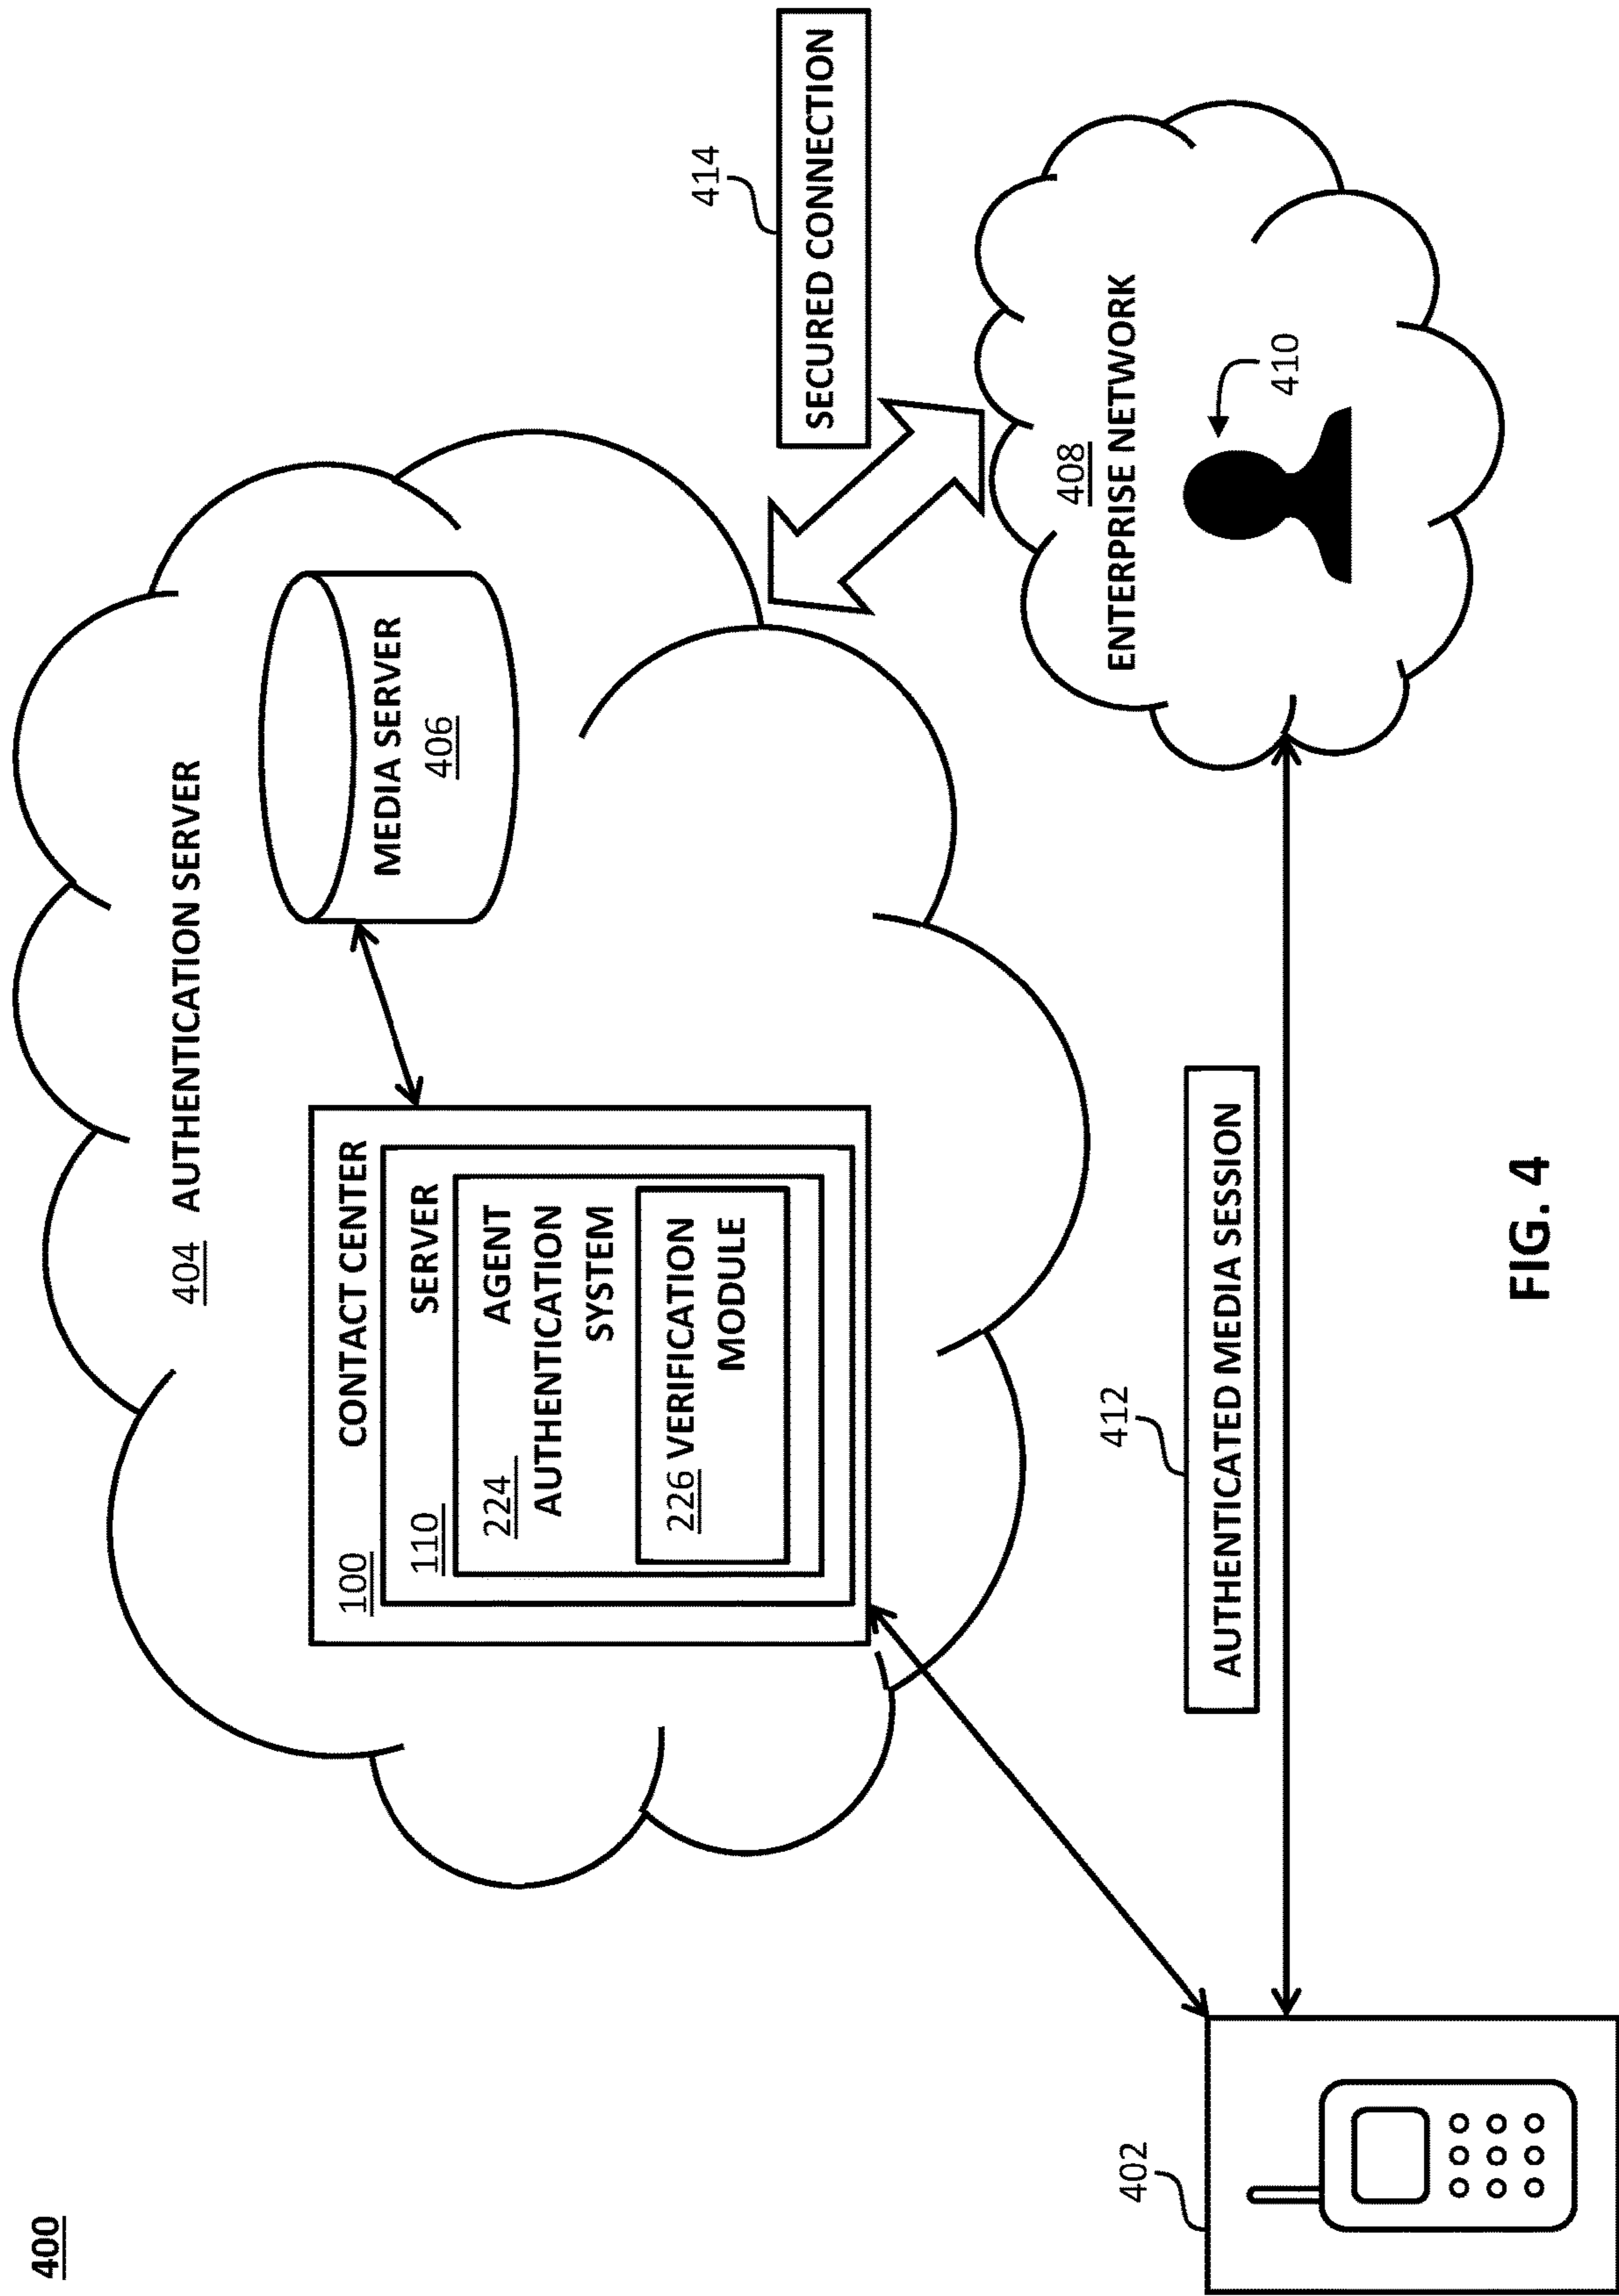 400
404 AUTHENTICATION SERVER
100 CONTACT CENTER
110 SERVER
224 AGENT
AUTHENTICATION
SYSTEM
226 VERIFICATION
MODULE
MEDIA SERVER
406
414
SECURED CONNECTION
408
ENTERPRISE NETWORK
410
412
AUTHENTICATED MEDIA SESSION
402
FIG. 4